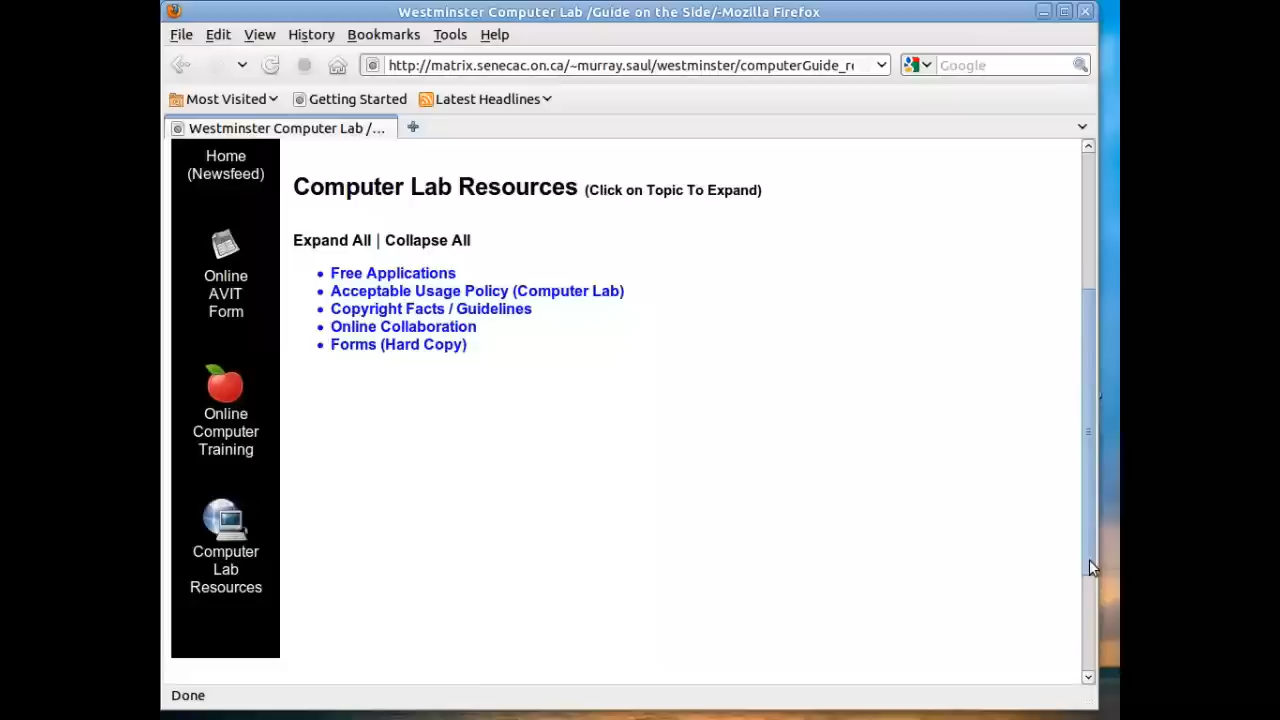 Westminster Computer Lab /Guide on the Side/-Mozilla Firefox
File Edit View History Bookmarks Tools Help
http://matrix.senecac.on.ca/~murray.saul/westminster/computerGuide_re
Google
Most Visited Getting Started Latest Headlines
Westminster Computer Lab /...
Home
(Newsfeed)
Online
AVIT
Form
Online
Computer
Training
Computer
Lab
Resources
Computer Lab Resources (Click on Topic To Expand)
Expand All | Collapse All
• Free Applications
• Acceptable Usage Policy (Computer Lab)
• Copyright Facts / Guidelines
• Online Collaboration
• Forms (Hard Copy)
Done